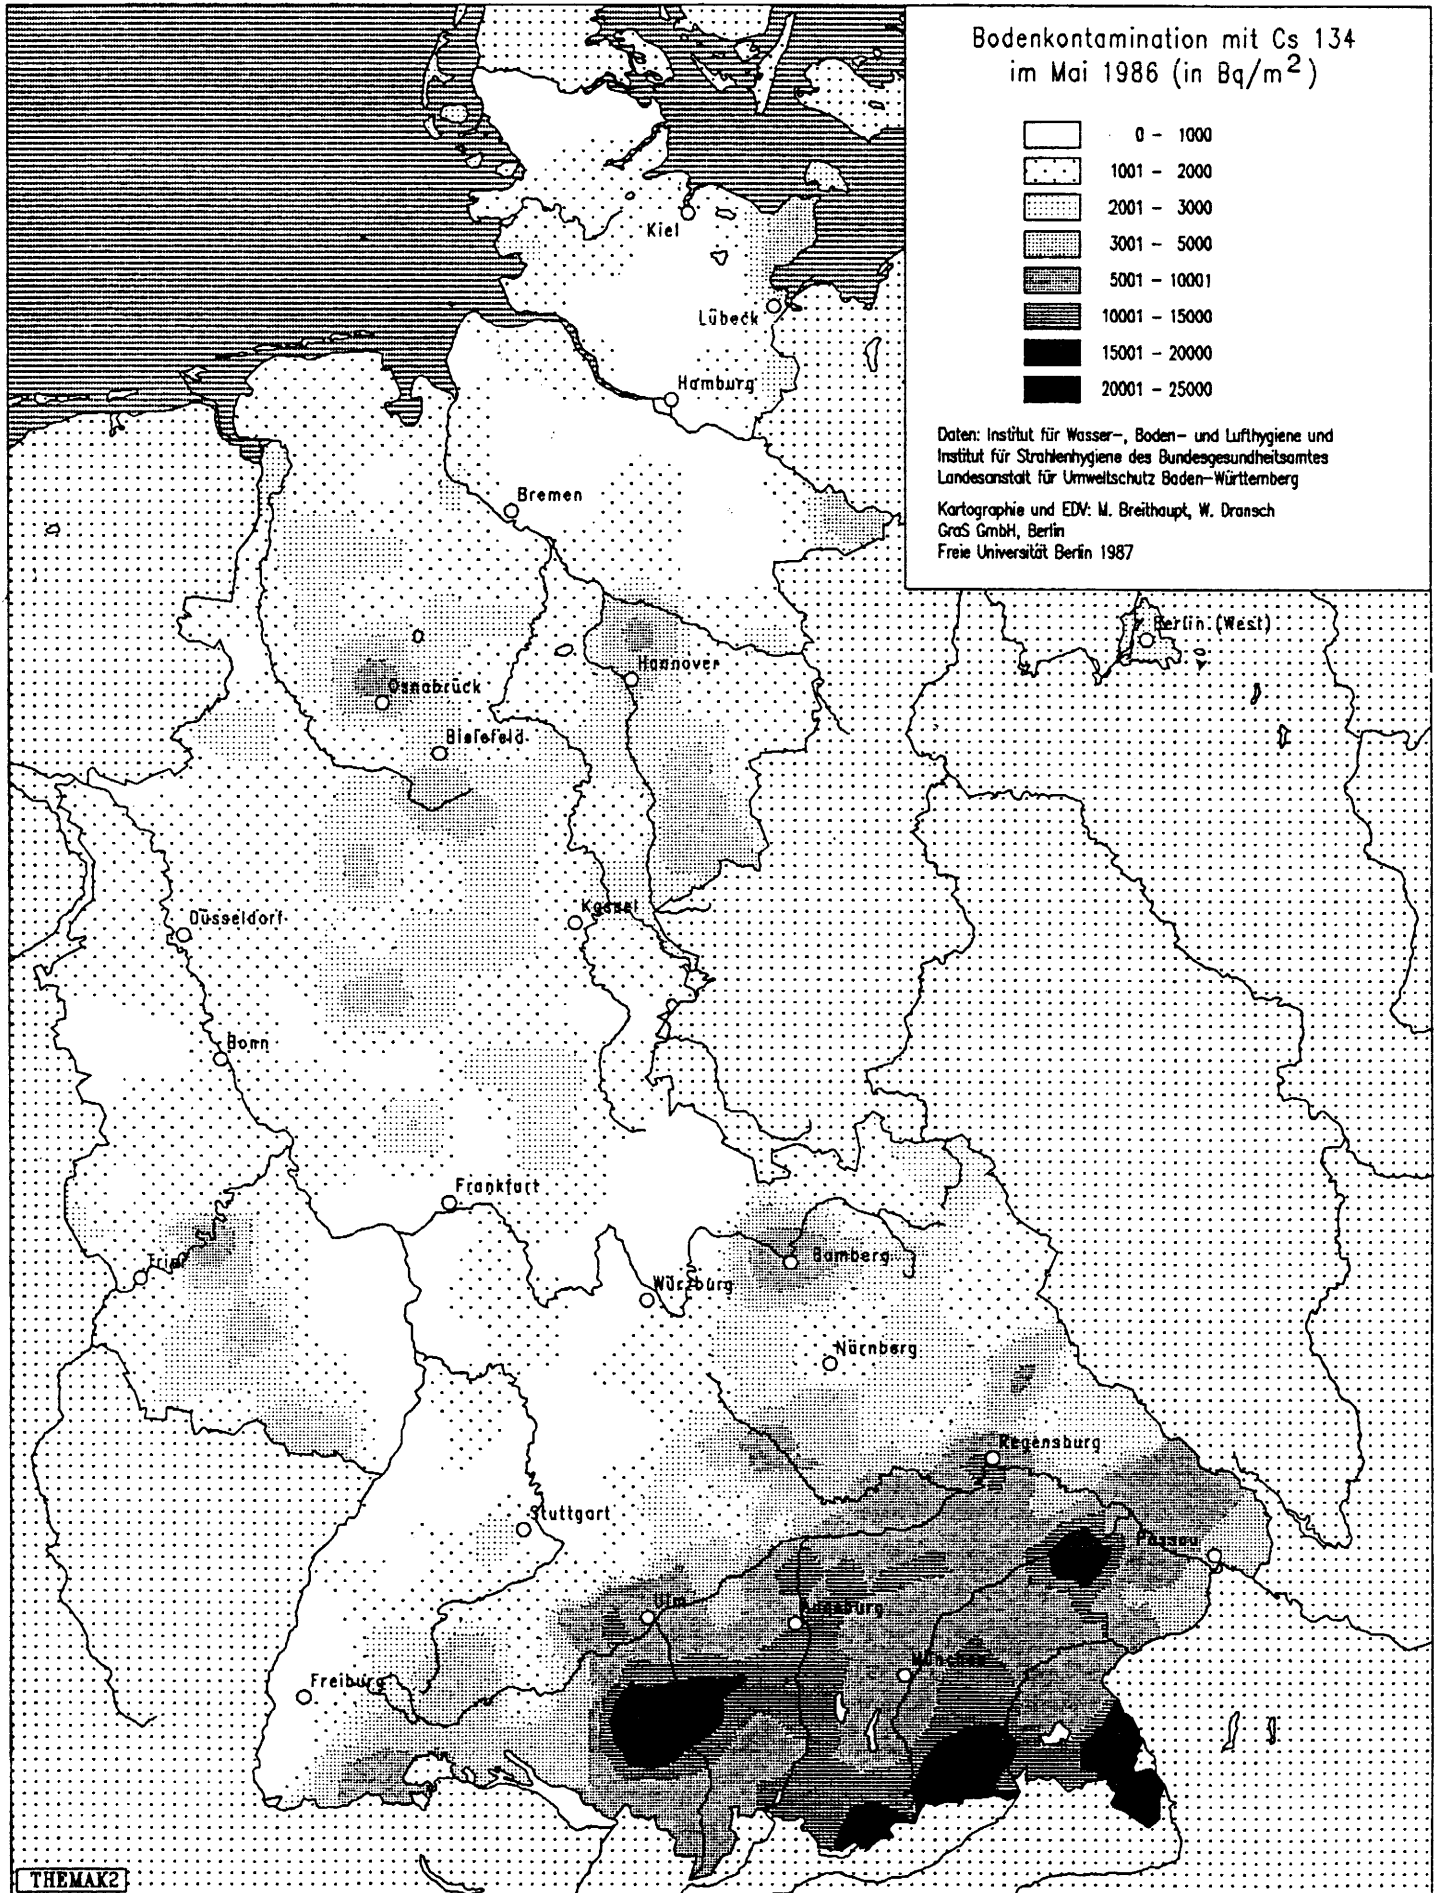 Bodenkontamination mit Cs 134
im Mai 1986 (in Bq/m²)
0 - 1000
1001 - 2000
2001 - 3000
3001 - 5000
5001 - 10001
10001 - 15000
15001 - 20000
20001 - 25000
Daten: Institut für Wasser-, Boden- und Lufthygiene und
Institut für Strahlenhygiene des Bundesgesundheitsamtes
Landesanstalt für Umweltschutz Baden-Württemberg
Kartographie und EDV: M. Breithaupt, W. Dransch
GraS GmbH, Berlin
Freie Universität Berlin 1987
Kiel
Lübeck
Hamburg
Bremen
Berlin (West)
Hannover
Osnabrück
Bielefeld
Kassel
Düsseldorf
Bonn
Frankfurt
Trier
Bamberg
Würzburg
Nürnberg
Regensburg
Stuttgart
Passau
Ulm
Augsburg
München
Freiburg
THEMAK2